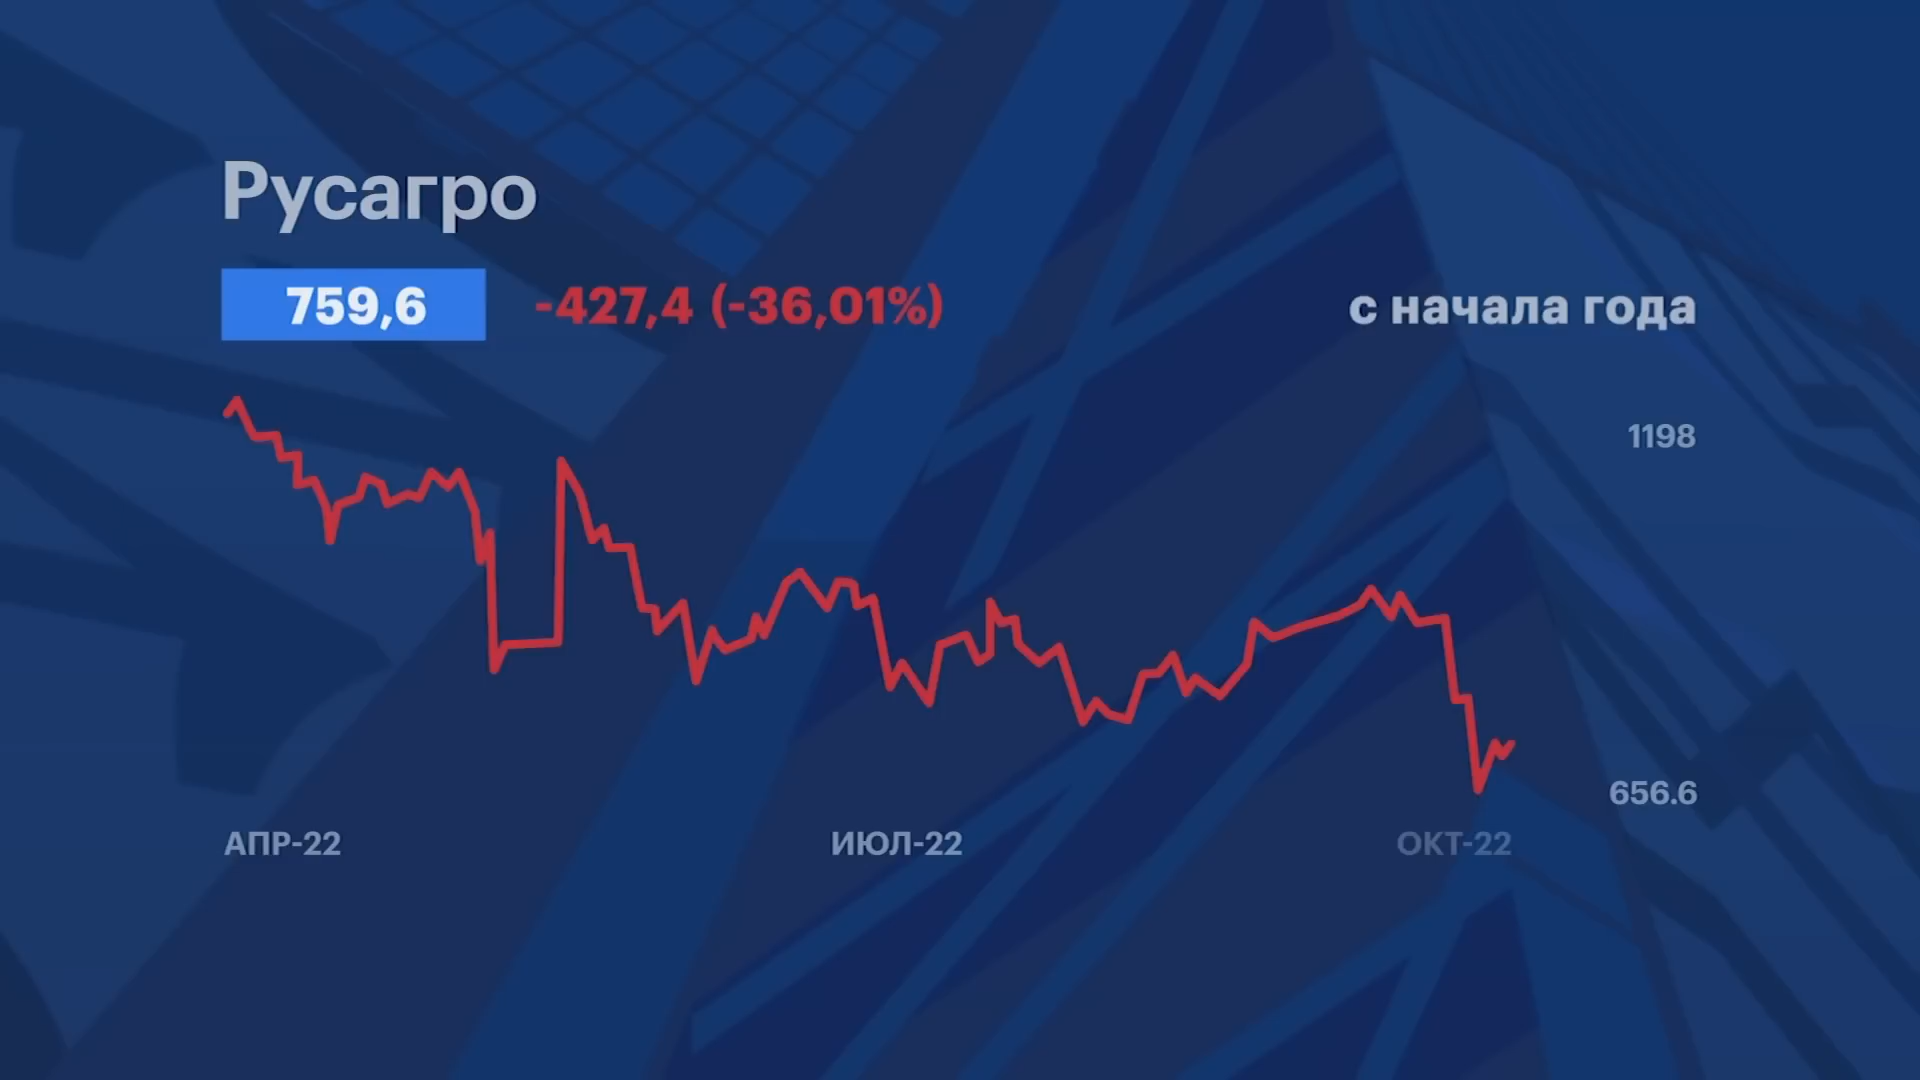 Русагро
759,6 -427,4 (-36,01%) с начала года
1198
656.6
АПР-22 ИЮЛ-22 ОКТ-22